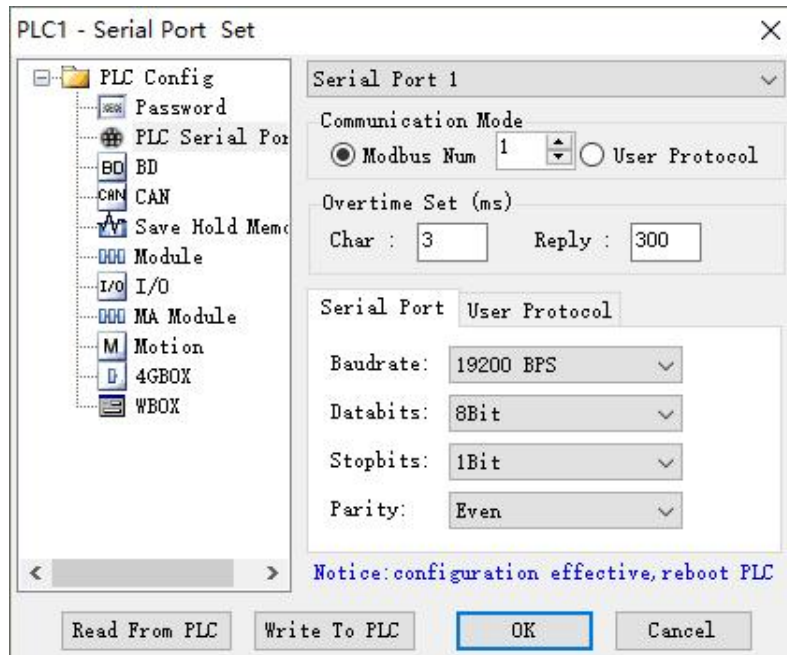 PLC1 - Serial Port Set
PLC Config
Password
PLC Serial Por
BD
CAN
Save Hold Memo
Module
I/O
MA Module
Motion
4GBOX
WBOX
Serial Port 1
Communication Mode
Modbus Num 1 User Protocol
Overtime Set (ms)
Char : 3 Reply : 300
Serial Port User Protocol
Baudrate: 19200 BPS
Databits: 8Bit
Stopbits: 1Bit
Parity: Even
Notice:configuration effective,reboot PLC
Read From PLC Write To PLC OK Cancel